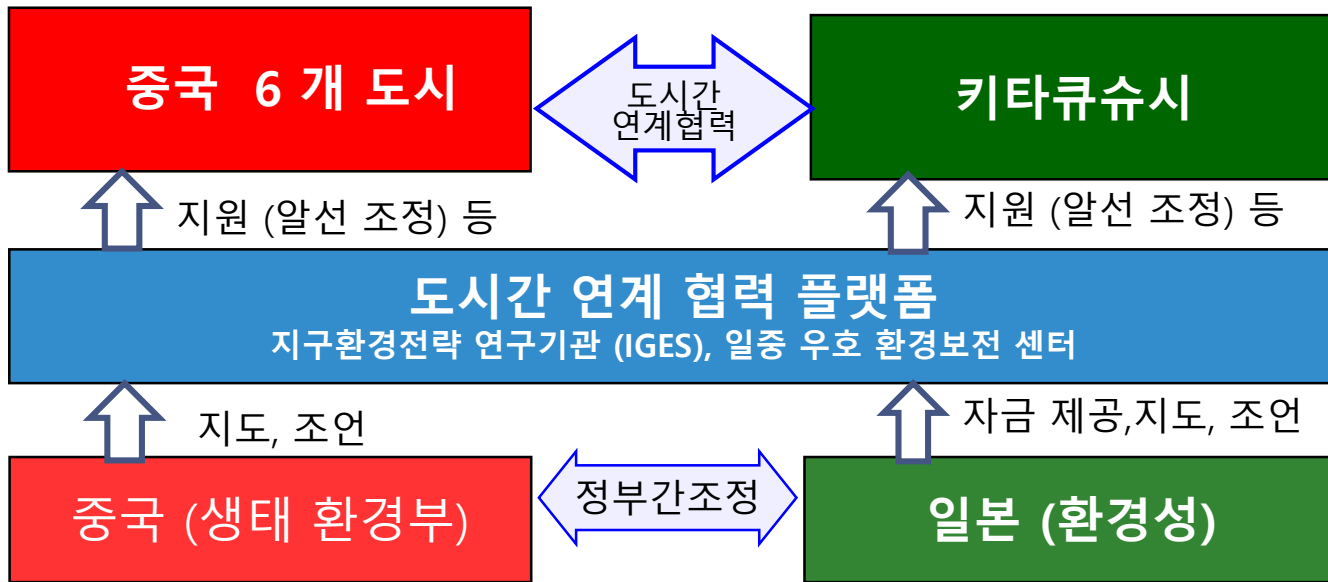 중국 6 개 도시
도시간
연계협력
키타큐슈시
지원 (알선 조정) 등
지원 (알선 조정) 등
도시간 연계 협력 플랫폼
지구환경전략 연구기관 (IGES), 일중 우호 환경보전 센터
지도, 조언
자금 제공,지도, 조언
중국 (생태 환경부)
정부간조정
일본 (환경성)